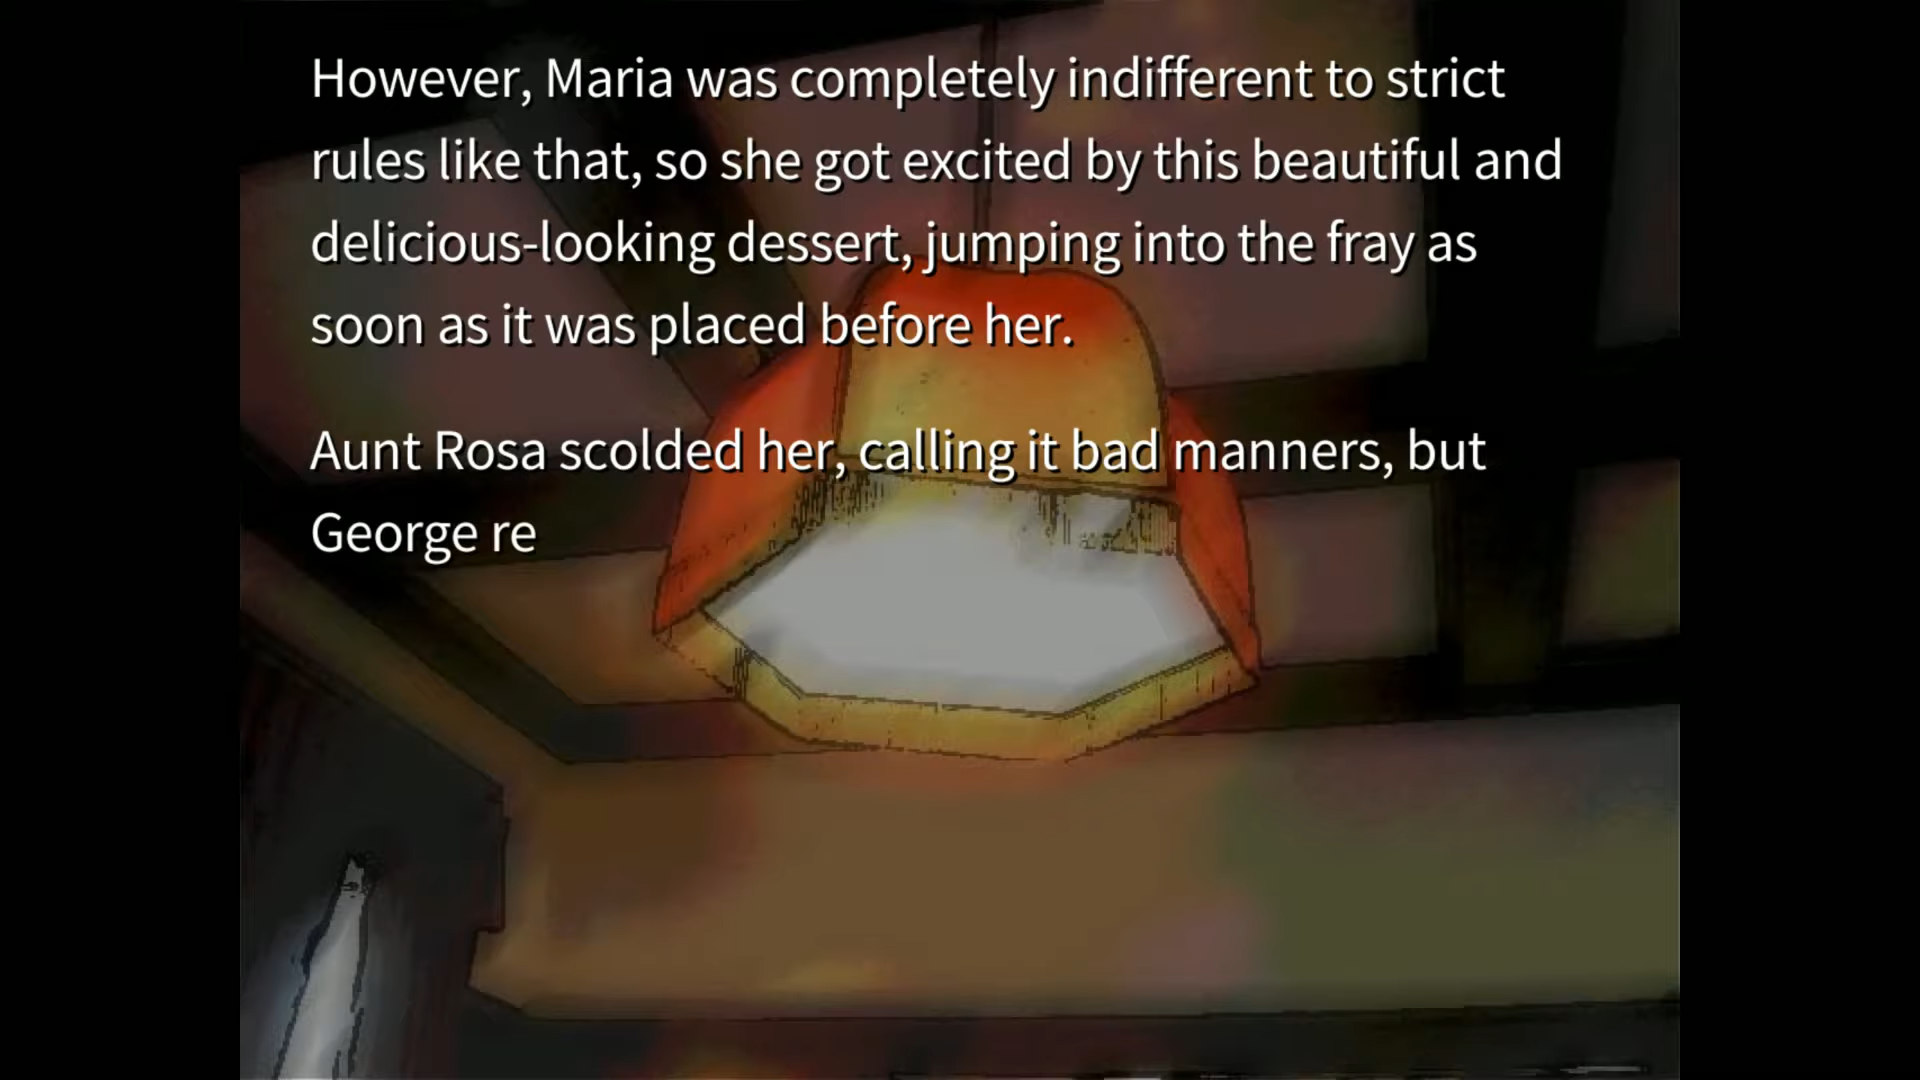 However, Maria was completely indifferent to strict
rules like that, so she got excited by this beautiful and
delicious-looking dessert, jumping into the fray as
soon as it was placed before her.
Aunt Rosa scolded her, calling it bad manners, but
George re